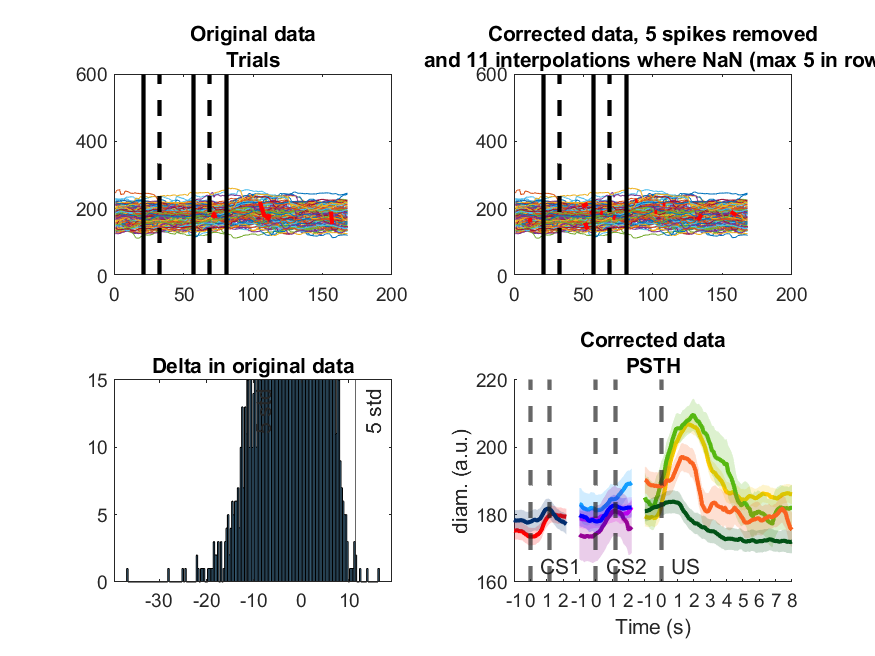 Original data
Trials
600
400
200
0
0
50
100
150
200
Corrected data, 5 spikes removed
and 11 interpolations where NaN (max 5 in row
600
400
200
0
0
50
100
150
200
Delta in original data
15
10
5
0
-30
-20
-10
0
10
5 std
Corrected data
PSTH
220
200
180
160
diam. (a.u.)
CS1
CS2
US
-1 0 1 2 -1 0 1 2 -1 0 1 2 3 4 5 6 7 8
Time (s)